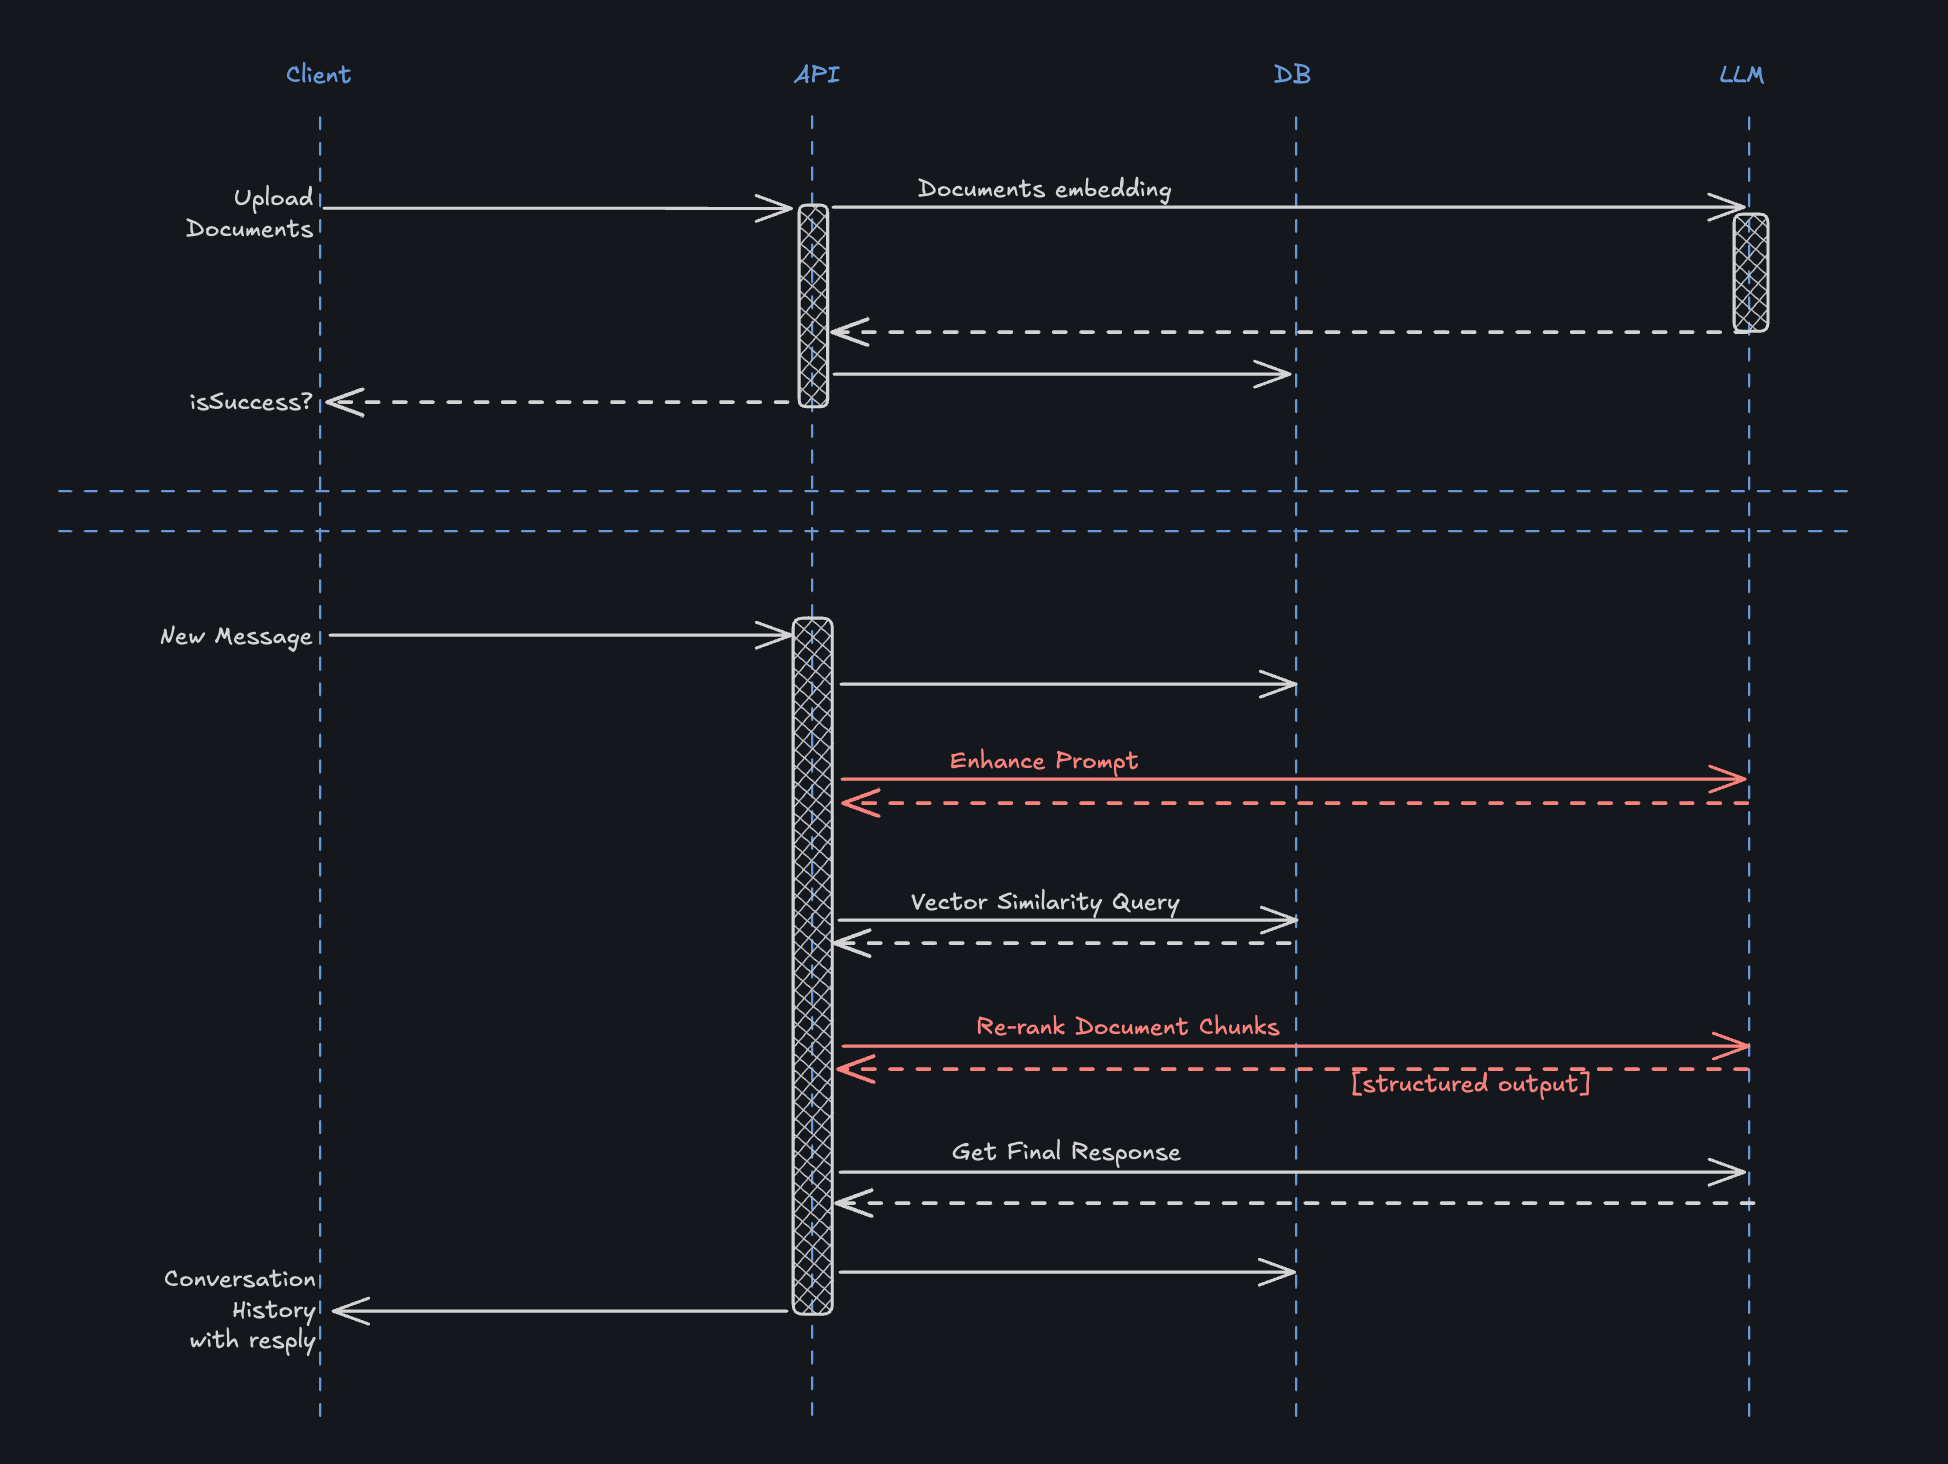 Client
API
DB
LLM
Upload
Documents
Documents embedding
isSuccess?
New Message
Enhance Prompt
Vector Similarity Query
Re-rank Document Chunks
[structured output]
Get Final Response
Conversation
History
with resply